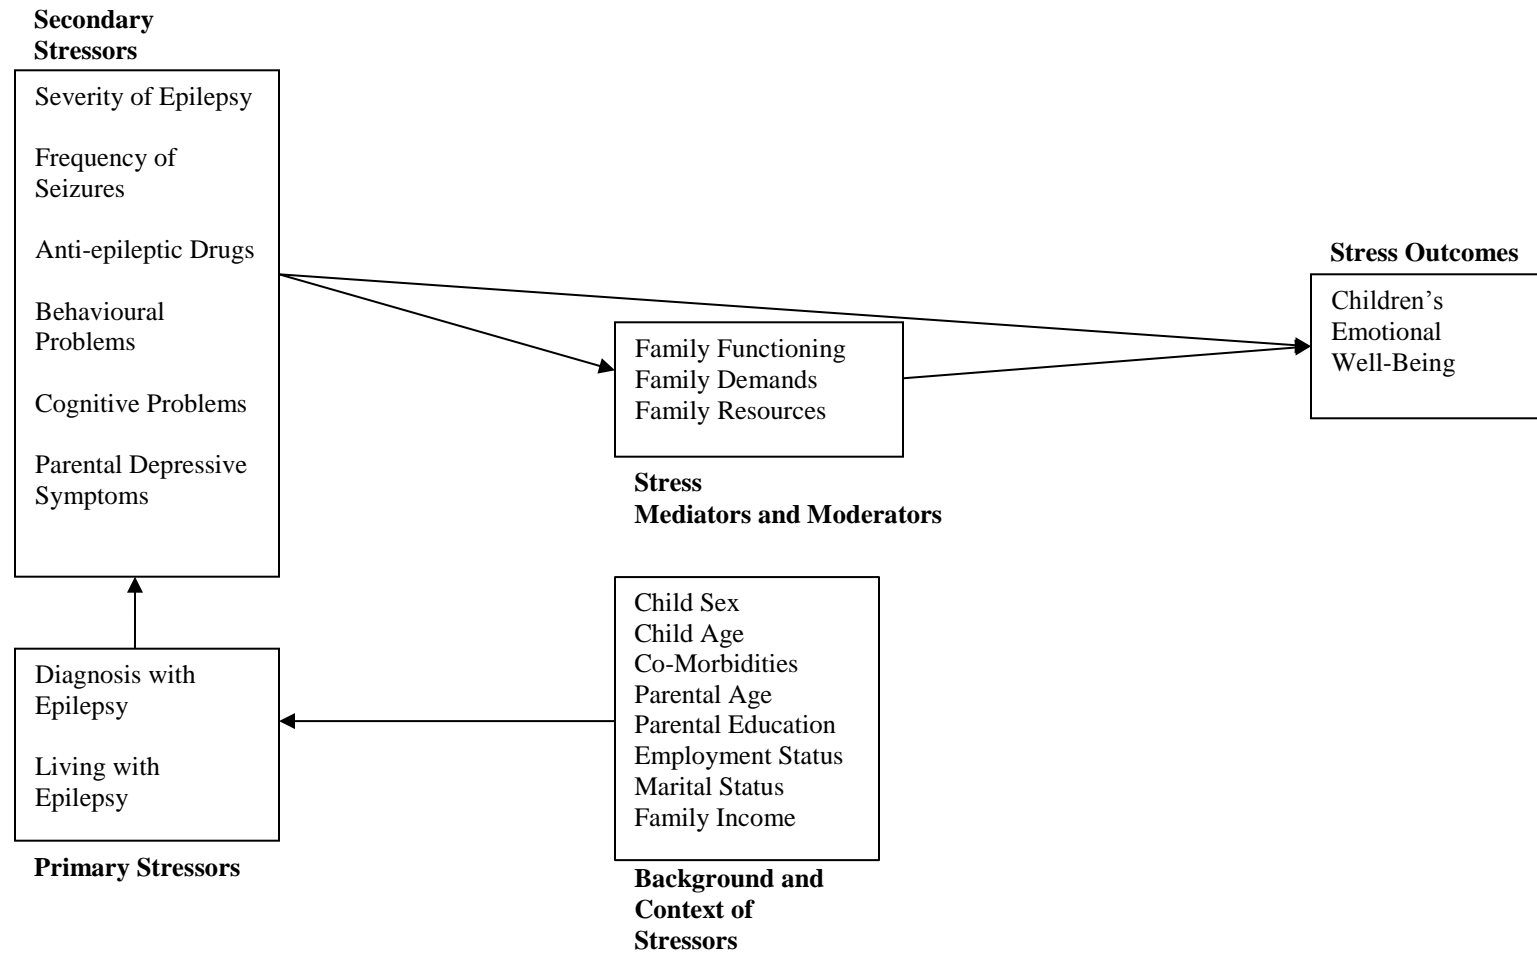 Secondary
Stressors
Severity of Epilepsy
Frequency of
Seizures
Anti-epileptic Drugs
Behavioural
Problems
Cognitive Problems
Parental Depressive
Symptoms
Family Functioning
Family Demands
Family Resources
Stress
Mediators and Moderators
Stress Outcomes
Children’s
Emotional
Well-Being
Diagnosis with
Epilepsy
Living with
Epilepsy
Primary Stressors
Child Sex
Child Age
Co-Morbidities
Parental Age
Parental Education
Employment Status
Marital Status
Family Income
Background and
Context of
Stressors